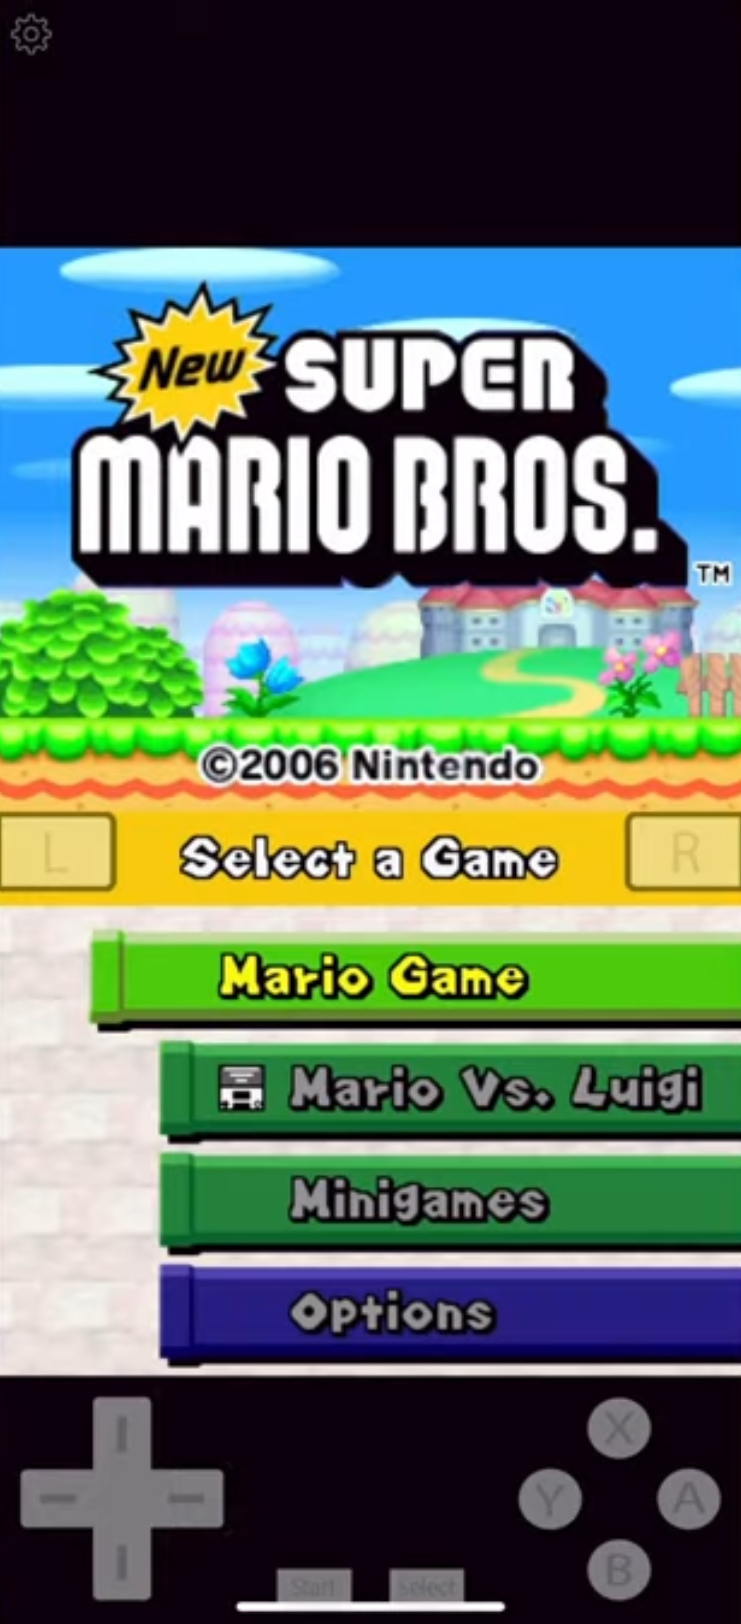 New SUPER
MARIO BROS.
TM
©2006 Nintendo
L
Select a Game
R
Mario Game
Mario Vs. Luigi
Minigames
Options
X
Y
A
B
Start
Select